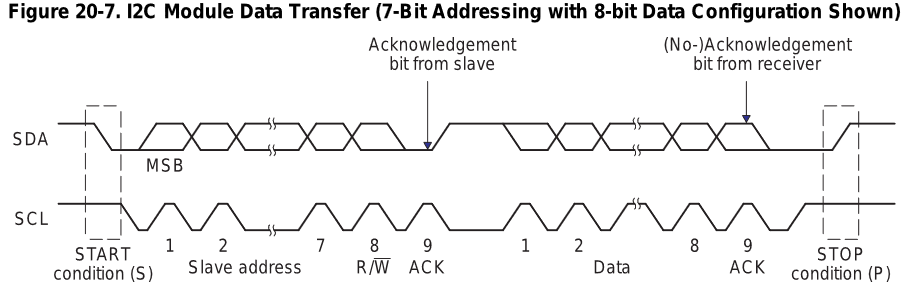 Figure 20-7. I2C Module Data Transfer (7-Bit Addressing with 8-bit Data Configuration Shown)
Acknowledgement
bit from slave
(No-)Acknowledgement
bit from receiver
SDA
MSB
SCL
START
condition (S)
1
2
Slave address
7
8
R/W̅
9
ACK
1
2
Data
8
9
ACK
STOP
condition (P)